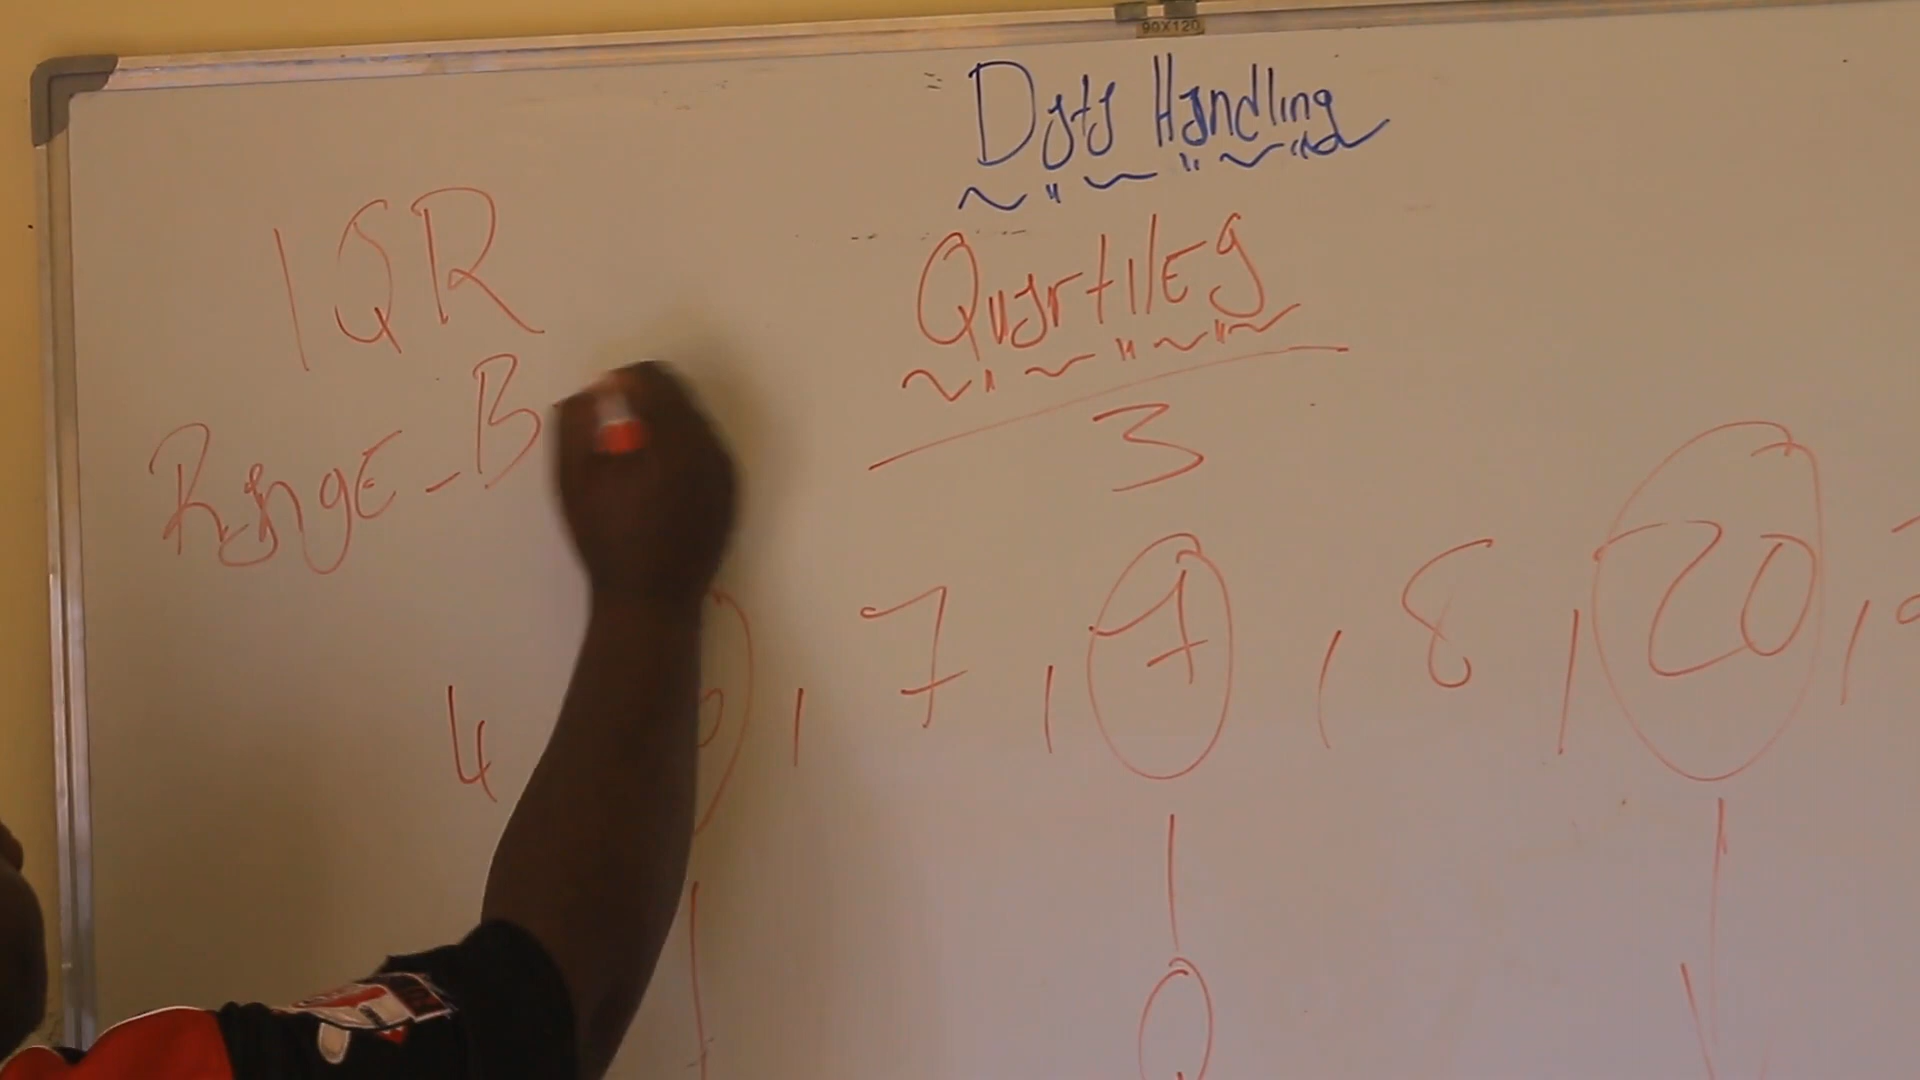 90X120
Data Handling
Quartiles
IQR
3
Range - B
4 , 7 , 7 , 8 , 20 ,